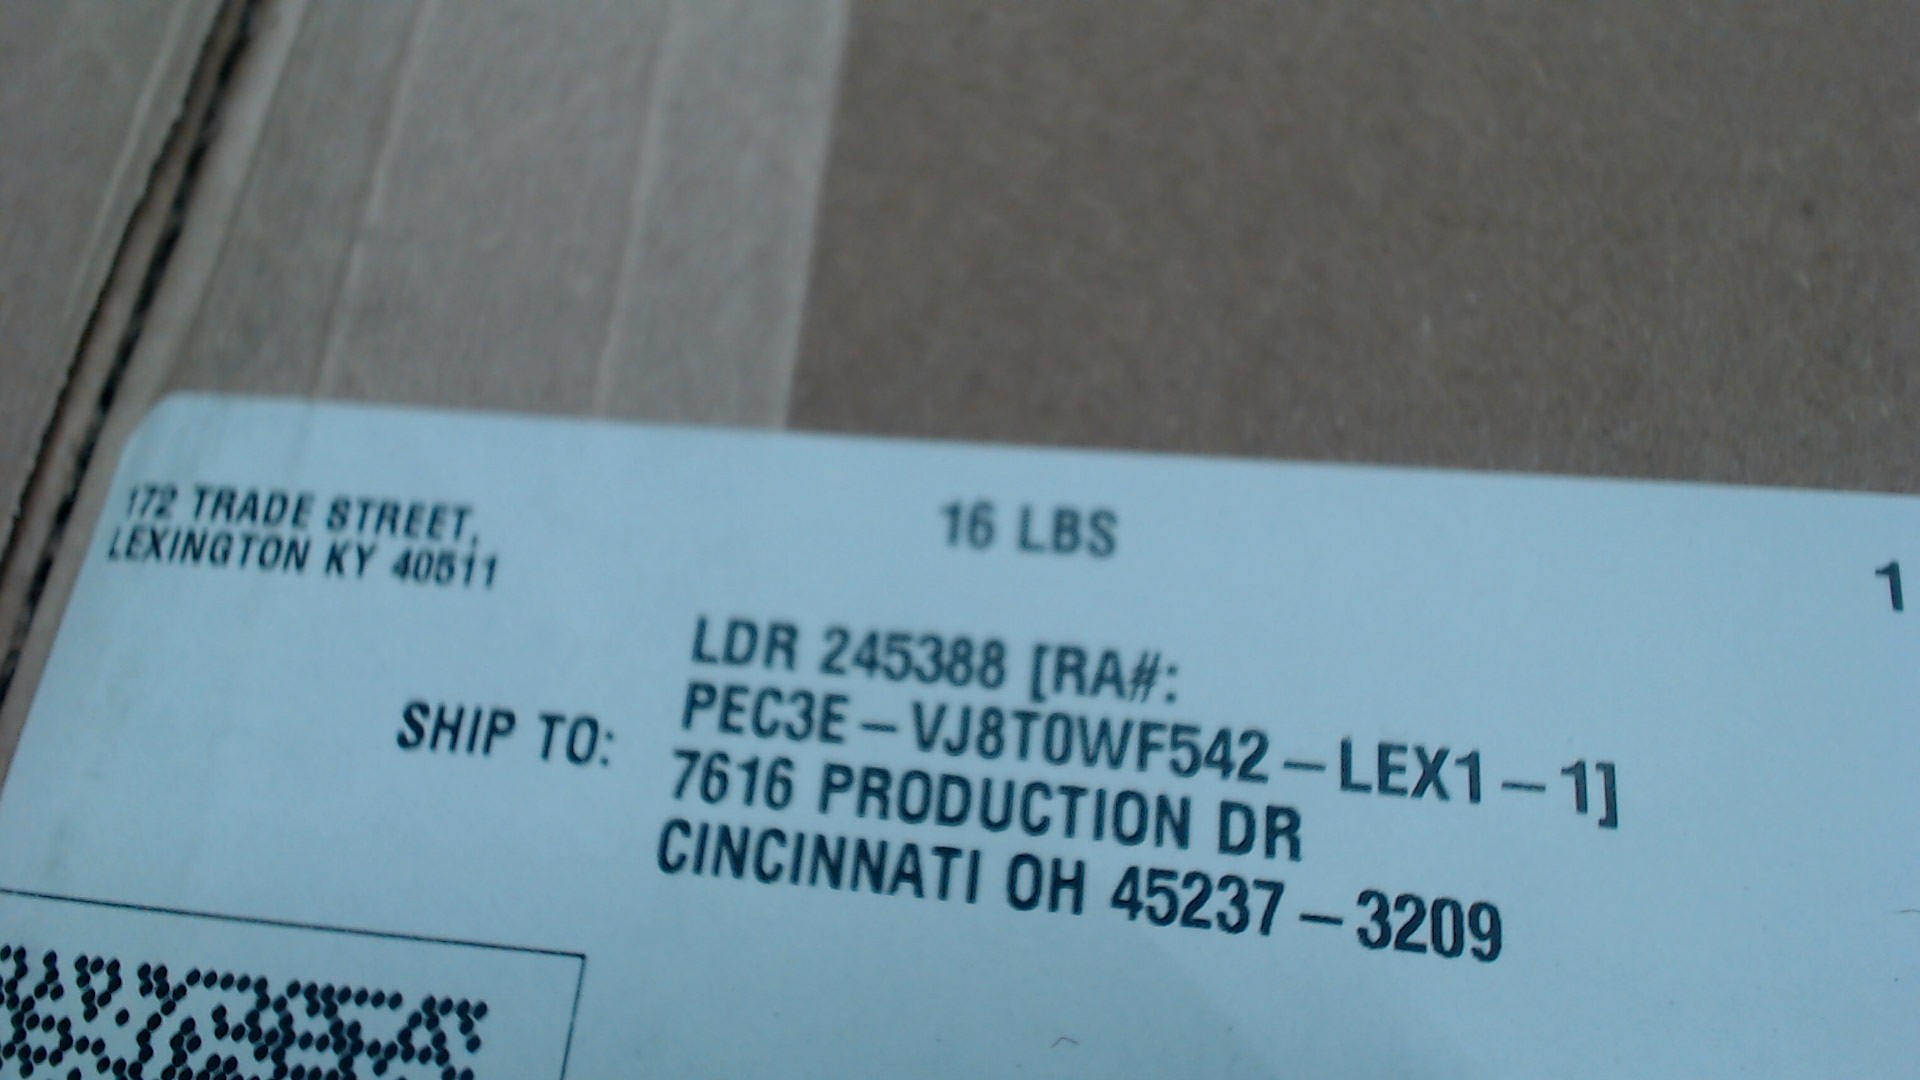 172 TRADE STREET,
LEXINGTON KY 40511
16 LBS
1
LDR 245388 [RA#:
PEC3E-VJ8T0WF542-LEX1-1]
SHIP TO:
7616 PRODUCTION DR
CINCINNATI OH 45237-3209